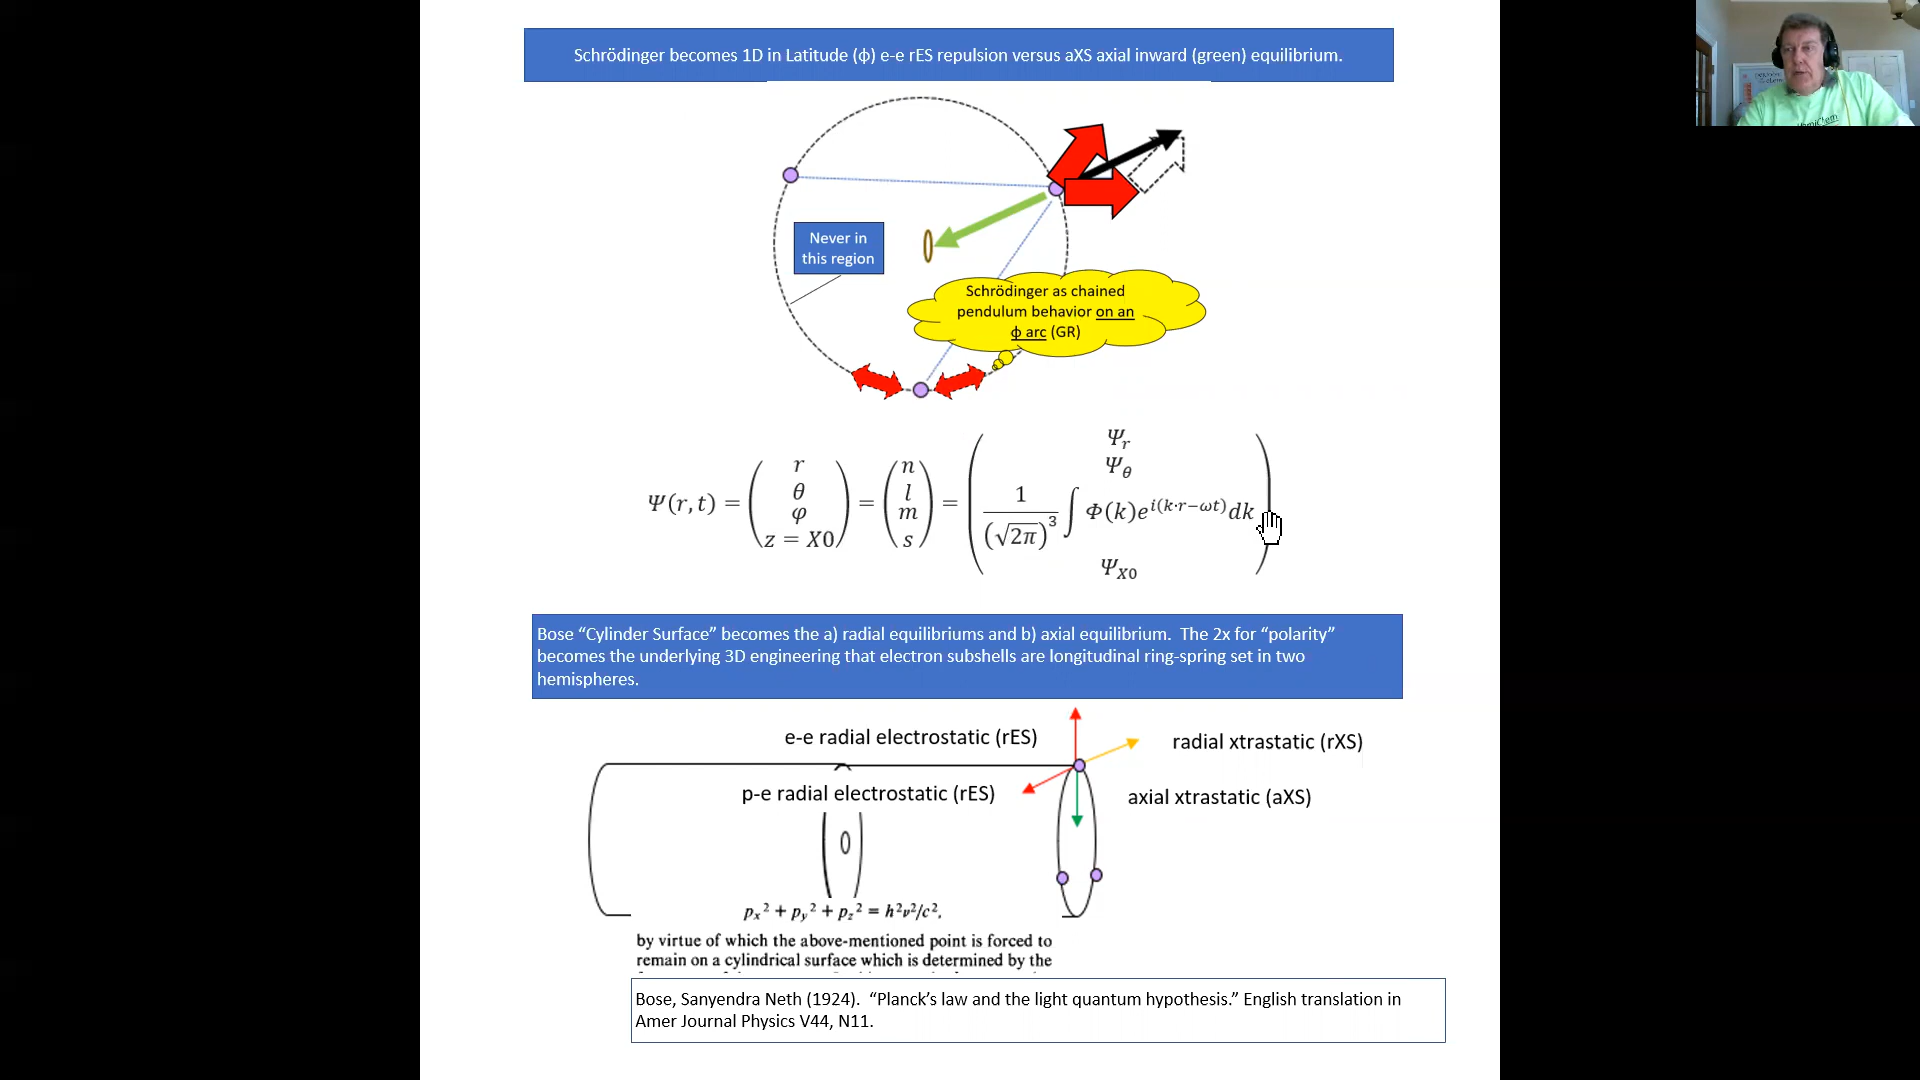 Schrödinger becomes 1D in Latitude (ϕ) e-e rES repulsion versus aXS axial inward (green) equilibrium.
Never in
this region
Schrödinger as chained
pendulum behavior on an
ϕ arc (GR)
Ψ(r,t) = (r θ φ z = X0) = (n l m s) = (Ψ_r Ψ_θ 1/(√2π)^3 ∫ Φ(k)e^{i(k·r−ωt)}dk Ψ_X0)
Bose “Cylinder Surface” becomes the a) radial equilibriums and b) axial equilibrium. The 2x for “polarity”
becomes the underlying 3D engineering that electron subshells are longitudinal ring-spring set in two
hemispheres.
e-e radial electrostatic (rES)
radial xtrastatic (rXS)
p-e radial electrostatic (rES)
axial xtrastatic (aXS)
p_x² + p_y² + p_z² = h²ν²/c²,
by virtue of which the above-mentioned point is forced to
remain on a cylindrical surface which is determined by the
Bose, Sanyendra Neth (1924). “Planck’s law and the light quantum hypothesis.” English translation in
Amer Journal Physics V44, N11.